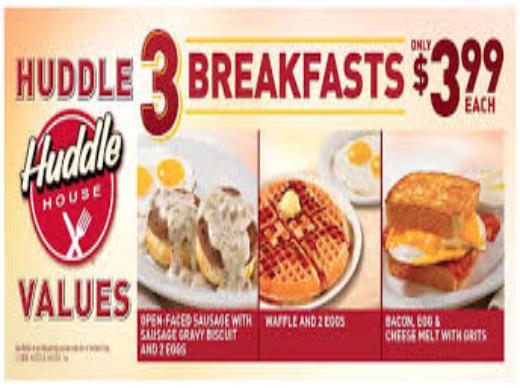 HUDDLE
Huddle
HOUSE
VALUES
3 BREAKFASTS ONLY $3.99 EACH
OPEN-FACED SAUSAGE WITH
SAUSAGE GRAVY BISCUIT
AND 2 EGGS
WAFFLE AND 2 EGGS
BACON, EGG &
CHEESE MELT WITH GRITS